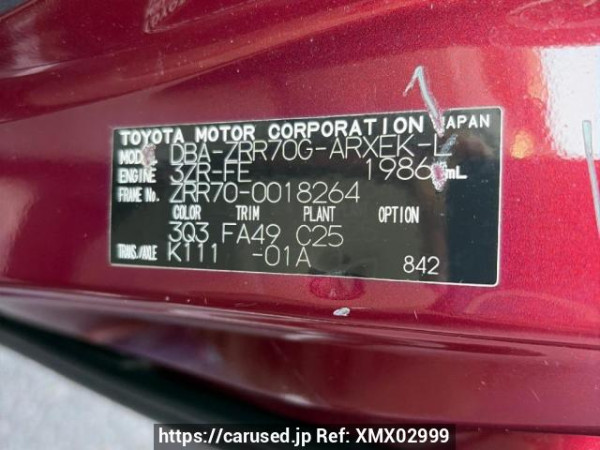 TOYOTA MOTOR CORPORATION JAPAN
MODEL DBA-ZRR70G-ARXEK-L
ENGINE 3ZR-FE 1986 mL
FRAME No. ZRR70-0018264
COLOR TRIM PLANT OPTION
3Q3 FA49 C25
TRANS./AXLE K111 -01A 842
https://carused.jp Ref: XMX02999